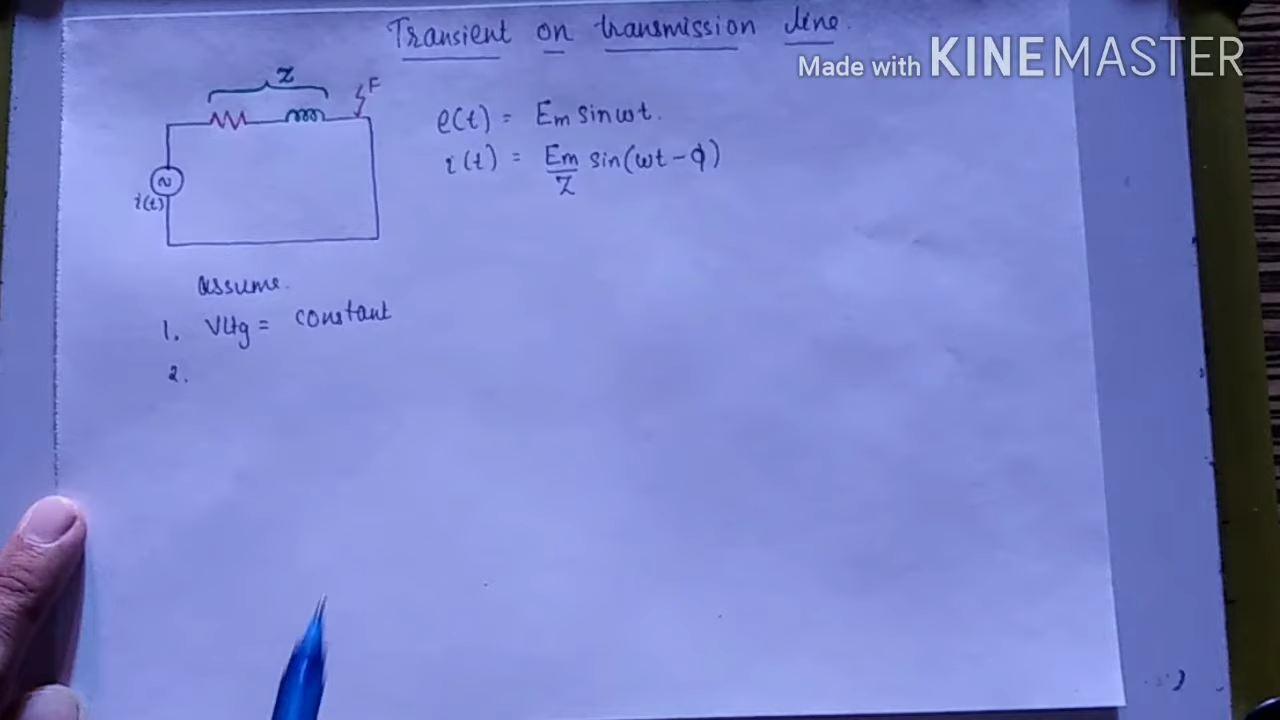 Transient on transmission line.
Made with KINEMASTER
Z
F
e(t) = Em sinωt.
i(t) = Em/Z sin(ωt-φ)
i(t)
assume.
1. Vltg = constant
2.